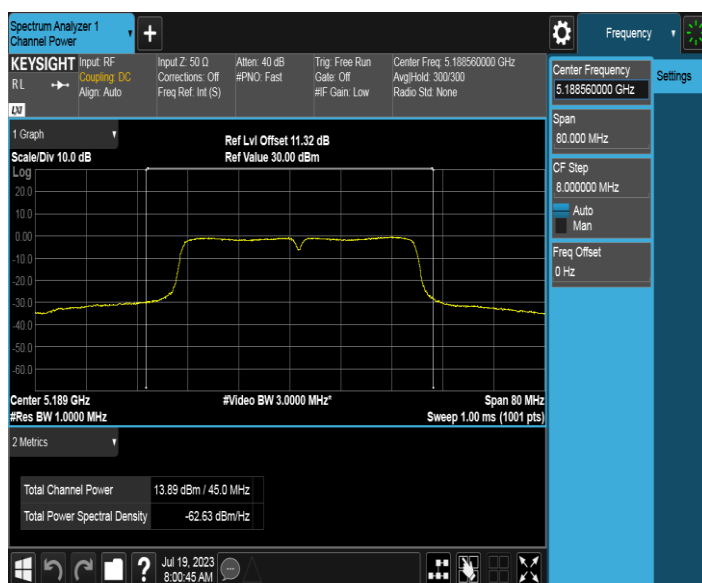 Spectrum Analyzer 1
Channel Power
Frequency
KEYSIGHT
R L
LXI
Input: RF
Coupling: DC
Align: Auto
Input Z: 50 Ω
Corrections: Off
Freq Ref: Int (S)
Atten: 40 dB
#PNO: Fast
Trig: Free Run
Gate: Off
#IF Gain: Low
Center Freq: 5.188560000 GHz
Avg|Hold: 300/300
Radio Std: None
Center Frequency
5.188560000 GHz
Settings
Span
80.000 MHz
CF Step
8.000000 MHz
Auto
Man
Freq Offset
0 Hz
1 Graph
Scale/Div 10.0 dB
Ref Lvl Offset 11.32 dB
Ref Value 30.00 dBm
Log
20.0
10.0
0.00
-10.0
-20.0
-30.0
-40.0
-50.0
-60.0
Center 5.189 GHz
#Video BW 3.0000 MHz*
Span 80 MHz
#Res BW 1.0000 MHz
Sweep 1.00 ms (1001 pts)
2 Metrics
Total Channel Power 13.89 dBm / 45.0 MHz
Total Power Spectral Density -62.63 dBm/Hz
Jul 19, 2023
8:00:45 AM